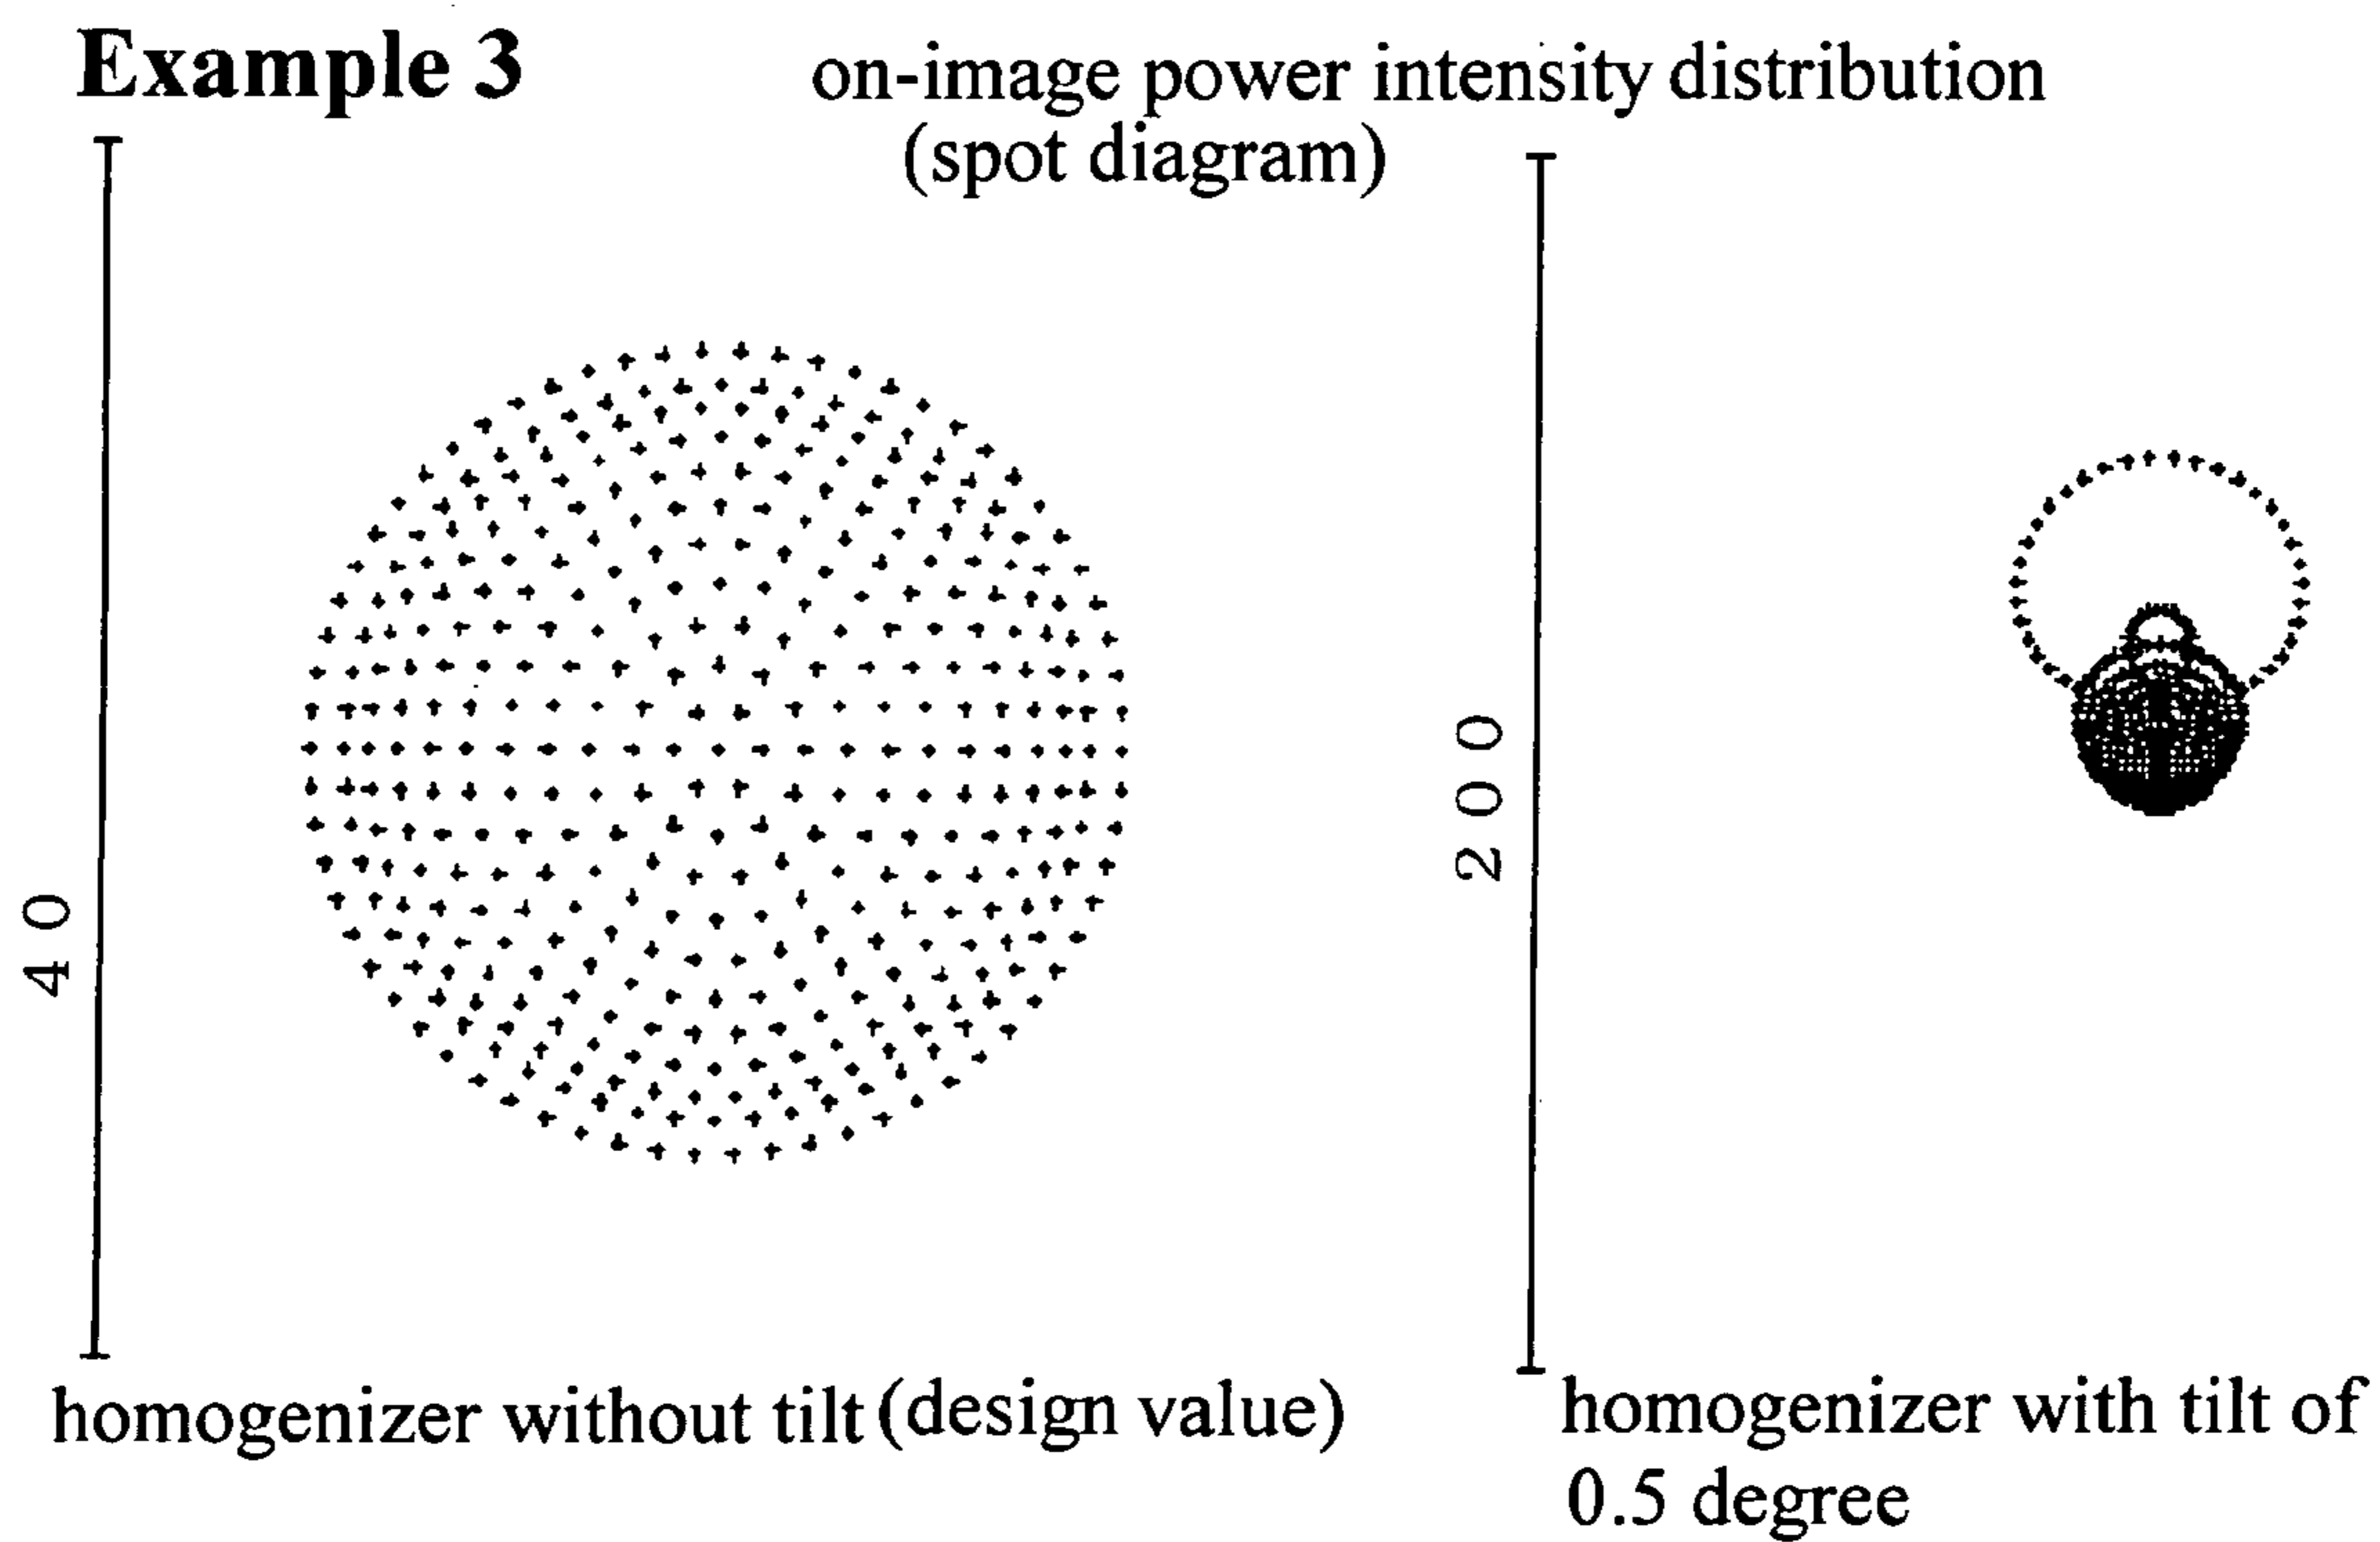 Example 3
on-image power intensity distribution
(spot diagram)
40
200
homogenizer without tilt (design value)
homogenizer with tilt of
0.5 degree